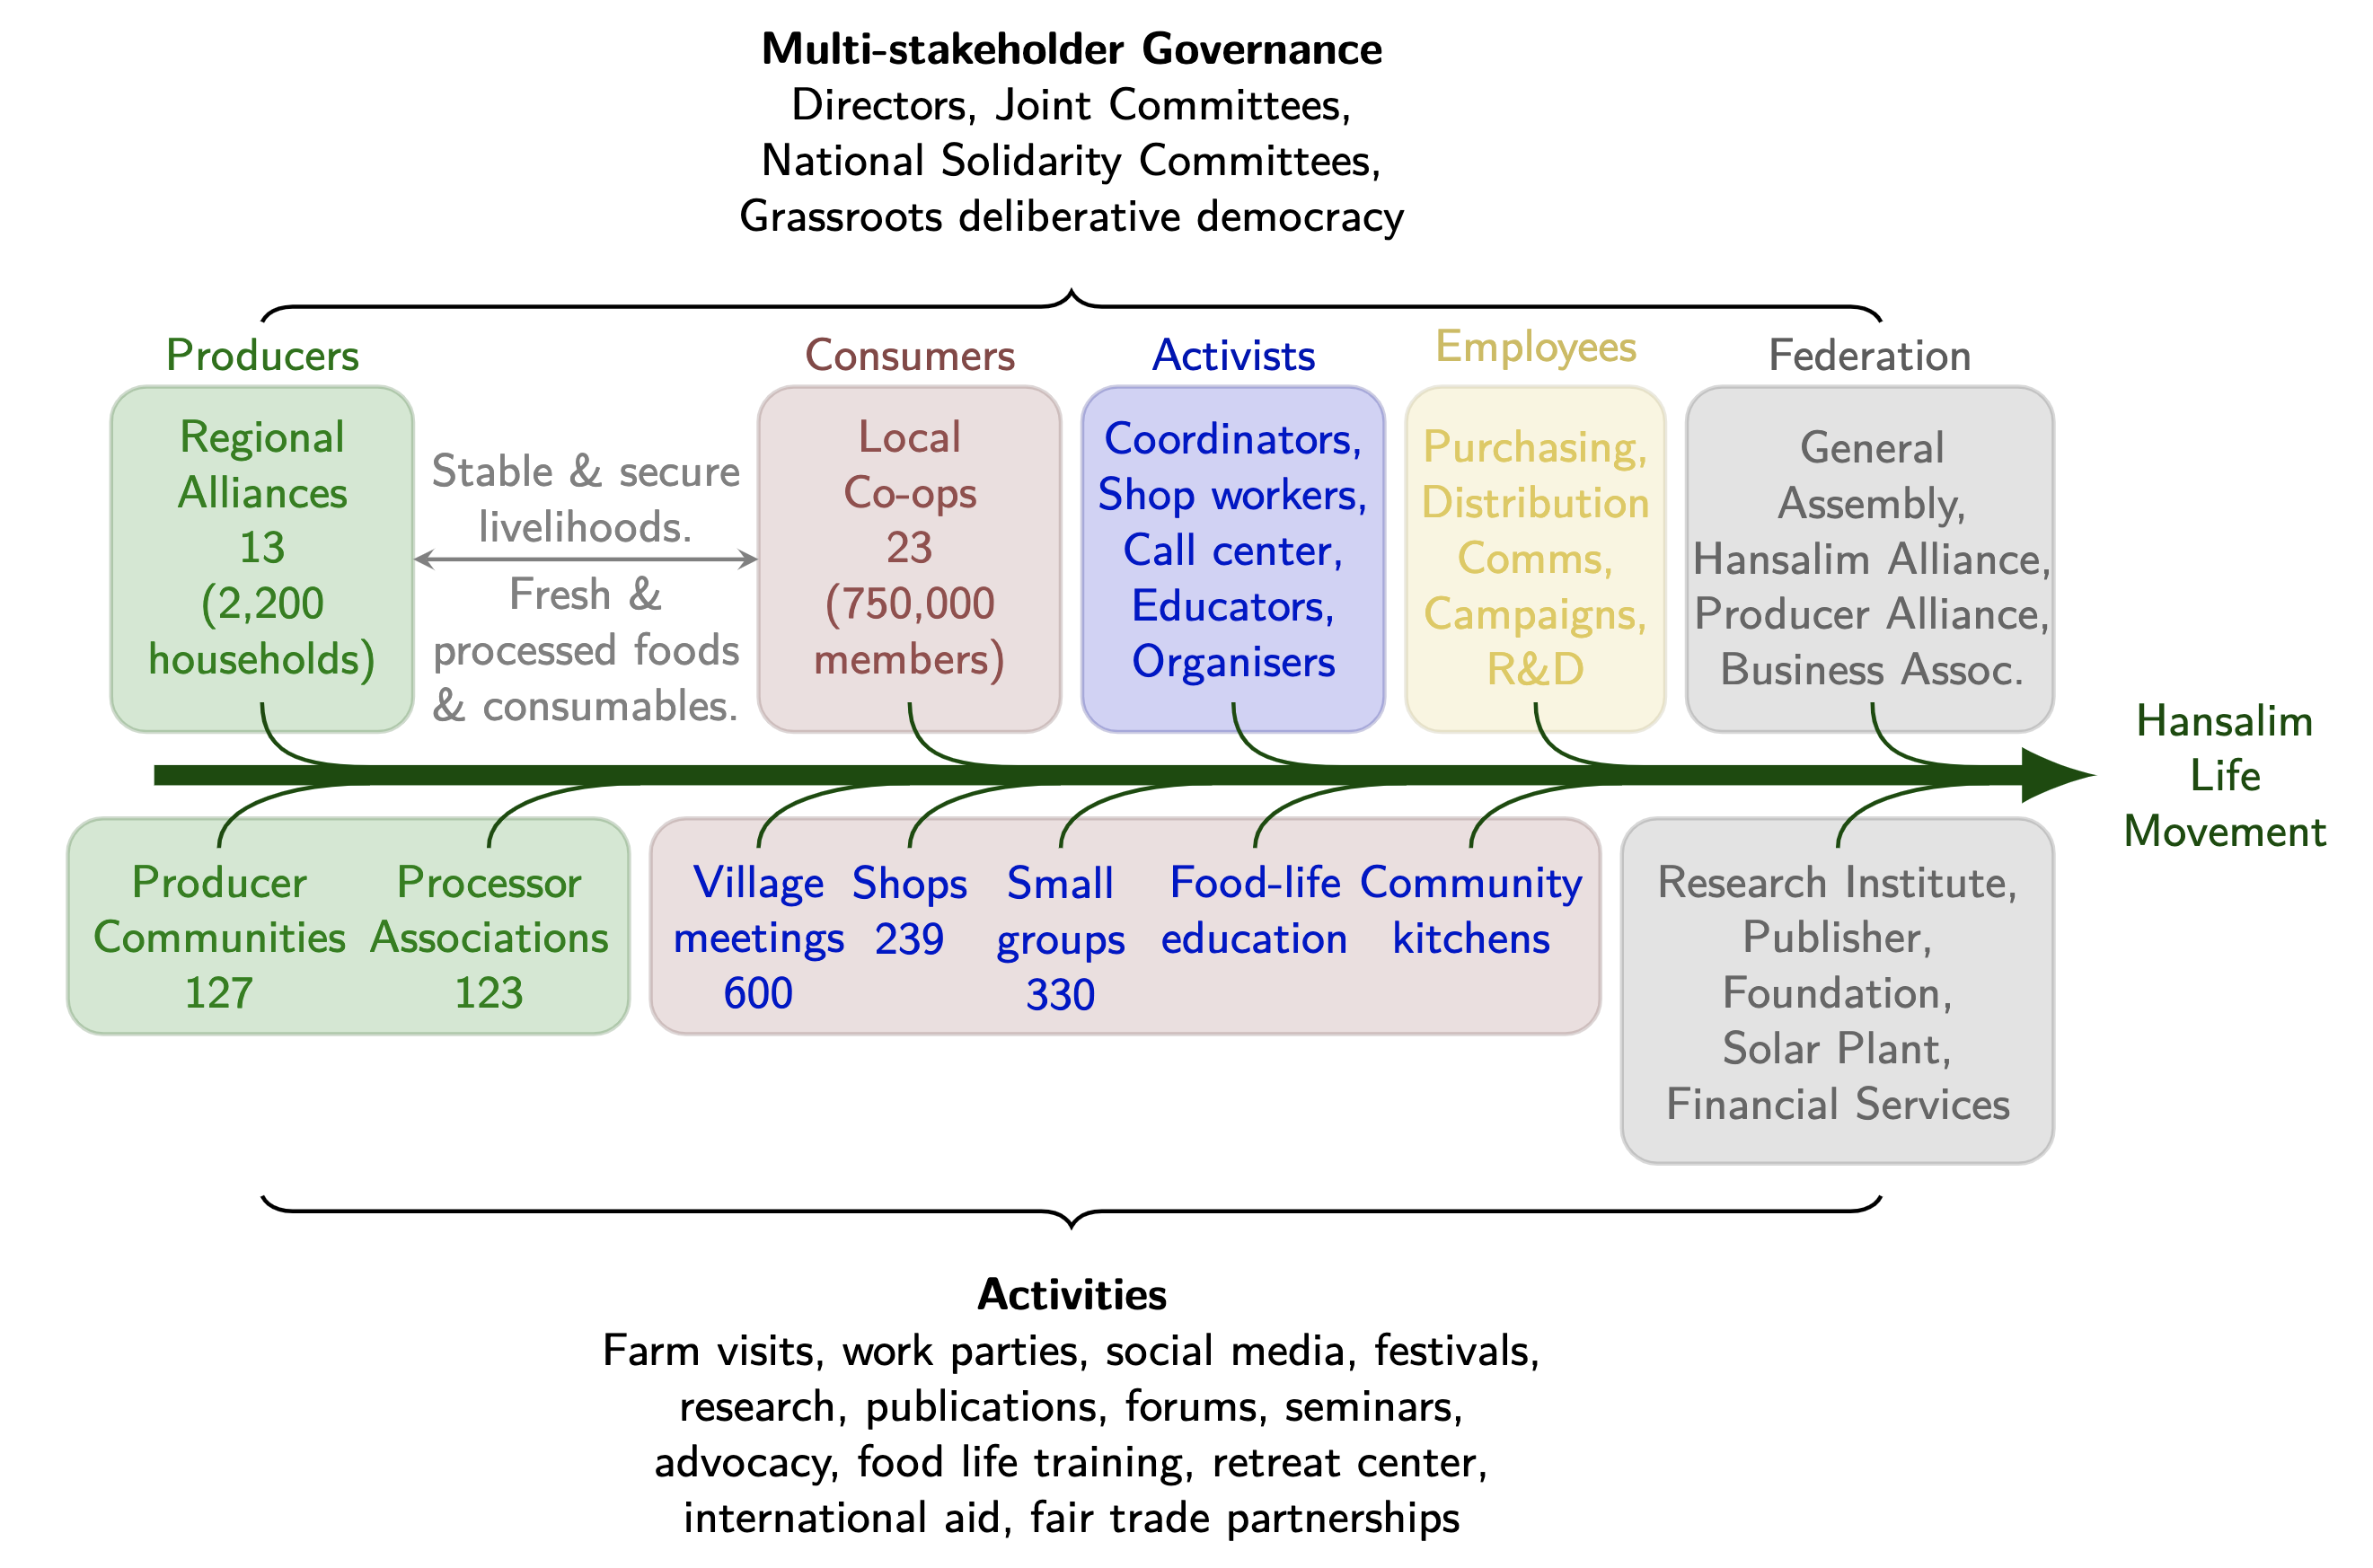 Multi-stakeholder Governance
Directors, Joint Committees,
National Solidarity Committees,
Grassroots deliberative democracy
Producers
Regional
Alliances
13
(2,200
households)
Stable & secure
livelihoods.
Fresh &
processed foods
& consumables.
Consumers
Local
Co-ops
23
(750,000
members)
Activists
Coordinators,
Shop workers,
Call center,
Educators,
Organisers
Employees
Purchasing,
Distribution
Comms,
Campaigns,
R&D
Federation
General
Assembly,
Hansalim Alliance,
Producer Alliance,
Business Assoc.
Hansalim
Life
Movement
Producer
Communities
127
Processor
Associations
123
Village
meetings
600
Shops
239
Small
groups
330
Food-life
education
Community
kitchens
Research Institute,
Publisher,
Foundation,
Solar Plant,
Financial Services
Activities
Farm visits, work parties, social media, festivals,
research, publications, forums, seminars,
advocacy, food life training, retreat center,
international aid, fair trade partnerships